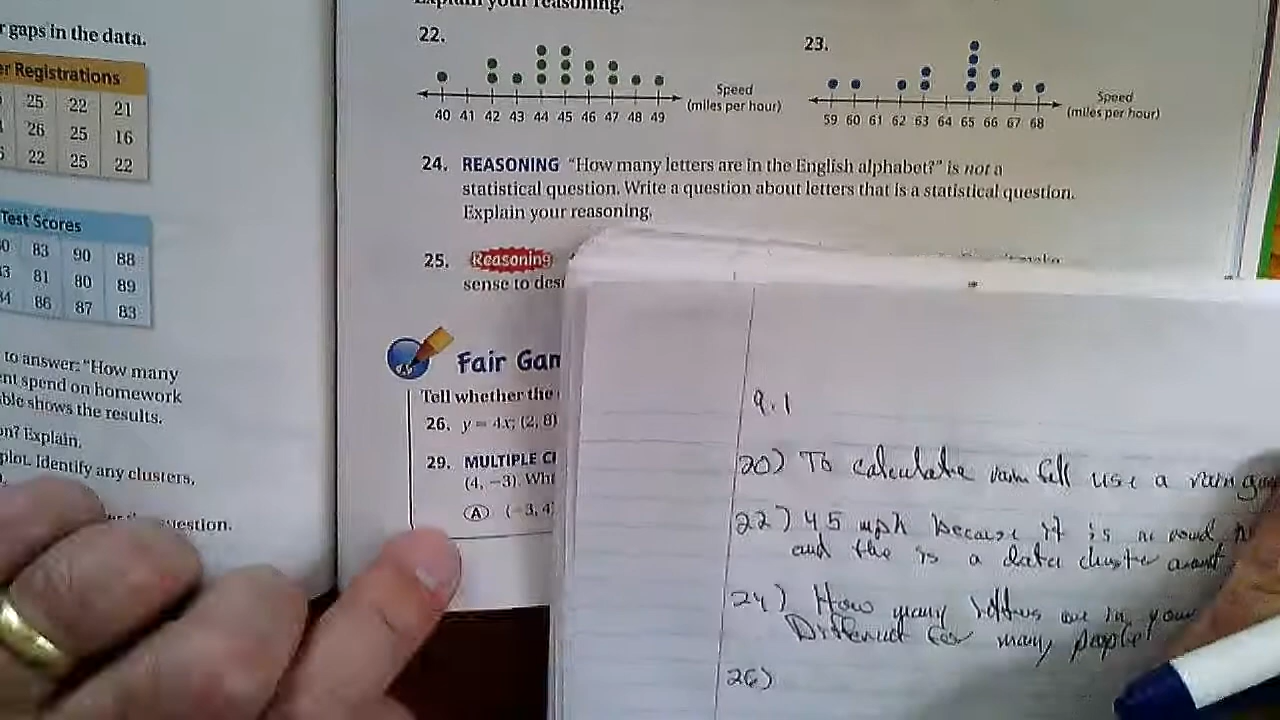 Explain your reasoning.
r gaps in the data.
er Registrations
25 22 21
26 25 16
22 25 22
Test Scores
0 83 90 88
3 81 80 89
34 86 87 83
to answer: "How many
ent spend on homework
ble shows the results.
on? Explain.
plot. Identify any clusters,
uestion.
22.
40 41 42 43 44 45 46 47 48 49
Speed
(miles per hour)
23.
59 60 61 62 63 64 65 66 67 68
Speed
(miles per hour)
24. REASONING "How many letters are in the English alphabet?" is not a
statistical question. Write a question about letters that is a statistical question.
Explain your reasoning.
25. Reasoning
sense to des
Fair Gam
Tell whether the
26. y = 4x; (2, 8)
29. MULTIPLE C
(4, −3). Wh
A (−3, 4
9.1
20) To calculate rain fall use a rain
22) 45 mph because it is a
and the is a data cluster
24) How many letters are in your
Different for many people!
26)